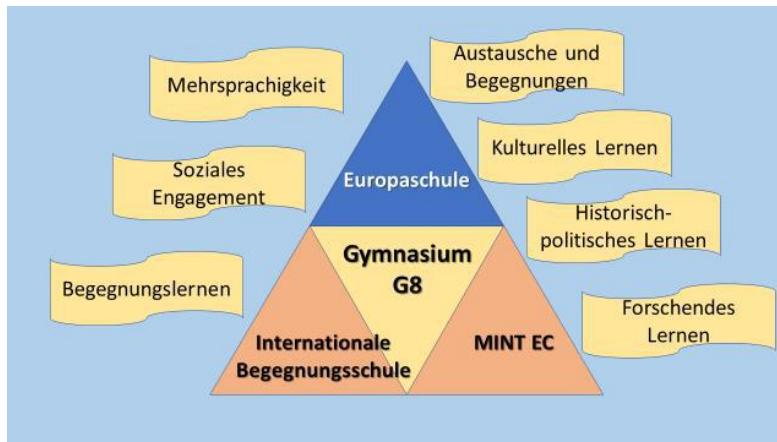 Austausche und
Begegnungen
Mehrsprachigkeit
Kulturelles Lernen
Soziales
Engagement
Europaschule
Historisch-
politisches Lernen
Gymnasium
G8
Begegnungslernen
Forschendes
Lernen
Internationale
Begegnungsschule
MINT EC